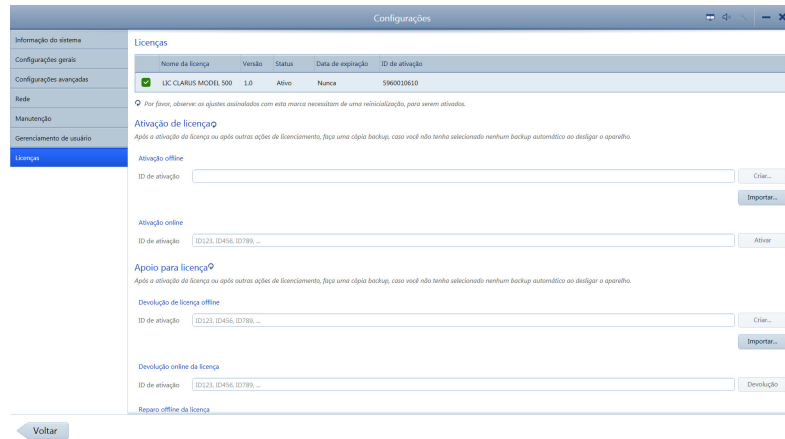 Configurações
Informação do sistema
Configurações gerais
Configurações avançadas
Rede
Manutenção
Gerenciamento de usuário
Licenças
Licenças
Nome da licença Versão Status Data de expiração ID de ativação
LIC CLARUS MODEL 500 1.0 Ativo Nunca 5960010610
Por favor, observe: os ajustes assinalados com esta marca necessitam de uma reinicialização, para serem ativados.
Ativação de licença
Após a ativação da licença ou após outras ações de licenciamento, faça uma cópia backup, caso você não tenha selecionado nenhum backup automático ao desligar o aparelho.
Ativação offline
ID de ativação Criar...
Importar...
Ativação online
ID de ativação ID123, ID456, ID789, ... Ativar
Apoio para licença
Após a ativação da licença ou após outras ações de licenciamento, faça uma cópia backup, caso você não tenha selecionado nenhum backup automático ao desligar o aparelho.
Devolução de licença offline
ID de ativação ID123, ID456, ID789, ... Criar...
Importar...
Devolução online da licença
ID de ativação ID123, ID456, ID789, ... Devolução
Reparo offline da licença
Voltar